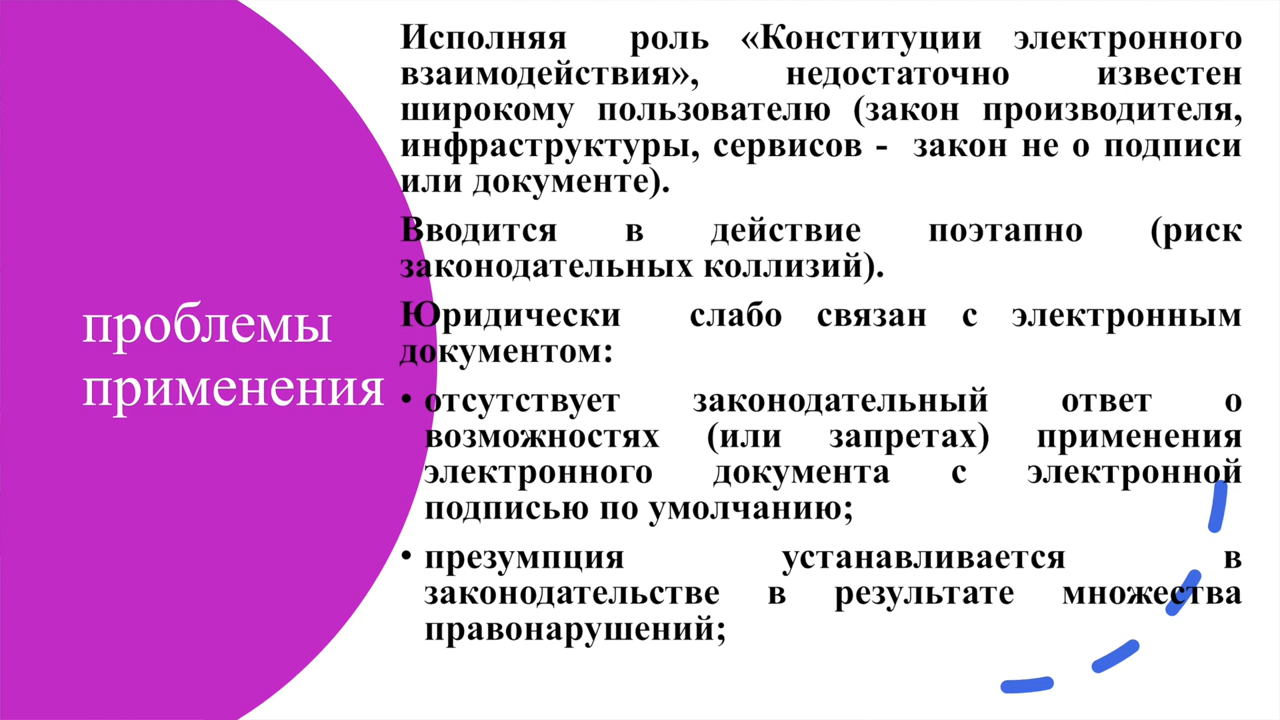 проблемы
применения
Исполняя роль «Конституции электронного
взаимодействия», недостаточно известен
широкому пользователю (закон производителя,
инфраструктуры, сервисов - закон не о подписи
или документе).
Вводится в действие поэтапно (риск
законодательных коллизий).
Юридически слабо связан с электронным
документом:
• отсутствует законодательный ответ о
возможностях (или запретах) применения
электронного документа с электронной
подписью по умолчанию;
• презумпция устанавливается в
законодательстве в результате множества
правонарушений;